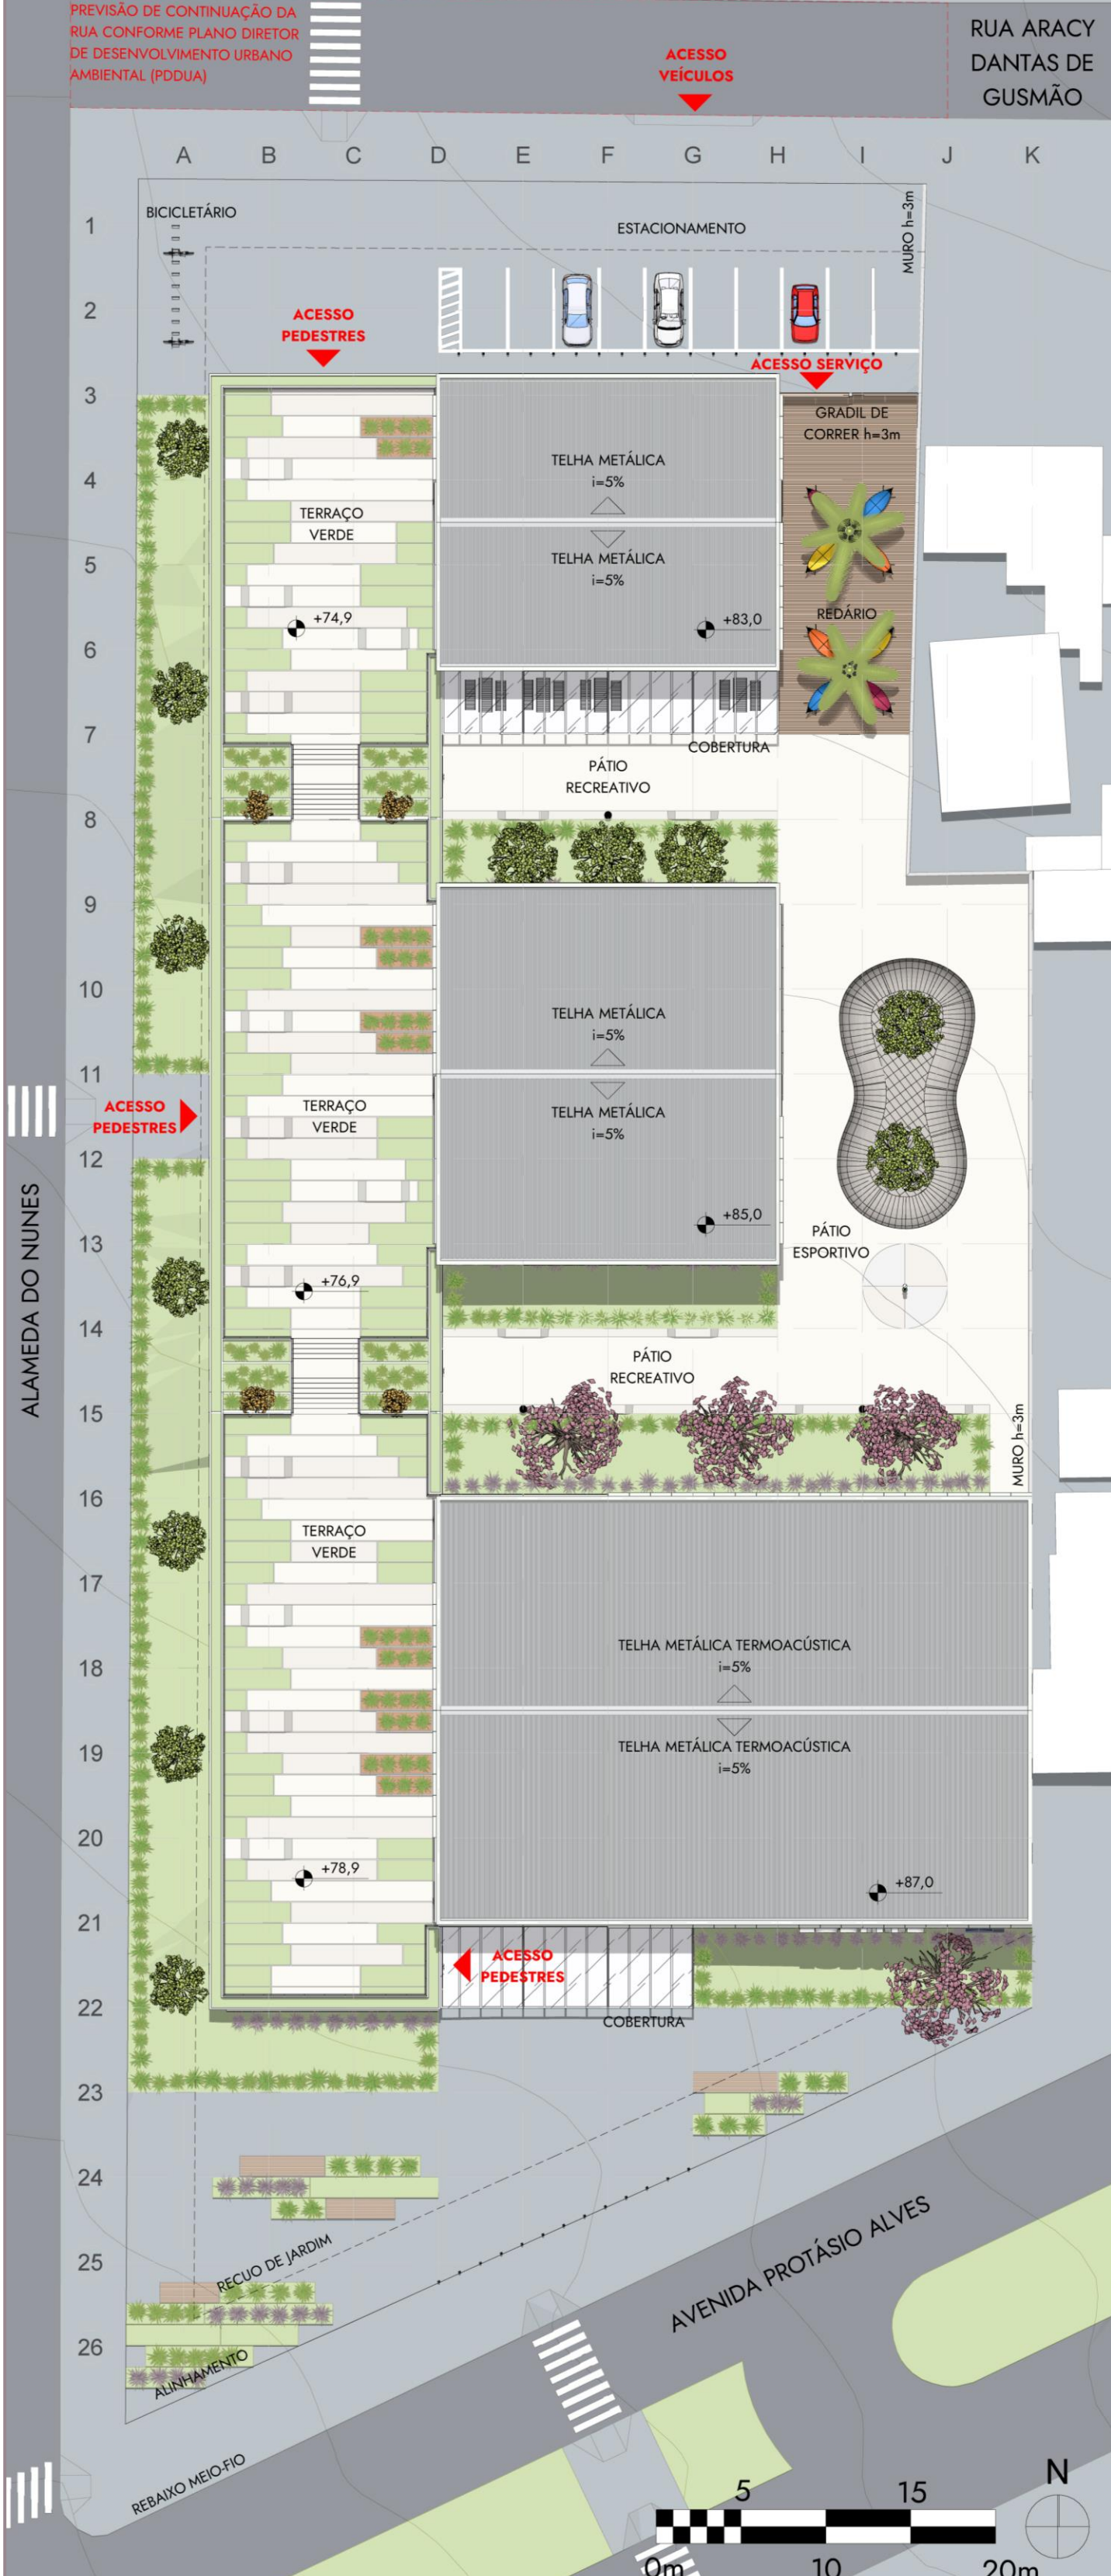 PREVISÃO DE CONTINUAÇÃO DA
RUA CONFORME PLANO DIRETOR
DE DESENVOLVIMENTO URBANO
AMBIENTAL (PDDUA)
ACESSO
VEÍCULOS
RUA ARACY
DANTAS DE
GUSMÃO
A B C D E F G H I J K
1
BICICLETÁRIO
ESTACIONAMENTO
MURO h=3m
2
ACESSO
PEDESTRES
ACESSO SERVIÇO
3
GRADIL DE
CORRER h=3m
TELHA METÁLICA
i=5%
4
TERRAÇO
VERDE
TELHA METÁLICA
i=5%
5
+74,9
+83,0
REDÁRIO
6
7
COBERTURA
PÁTIO
RECREATIVO
8
9
10
TELHA METÁLICA
i=5%
11
ACESSO
PEDESTRES
TERRAÇO
VERDE
TELHA METÁLICA
i=5%
12
ALAMEDA DO NUNES
+85,0
PÁTIO
ESPORTIVO
13
+76,9
14
PÁTIO
RECREATIVO
15
MURO h=3m
16
TERRAÇO
VERDE
17
TELHA METÁLICA TERMOACÚSTICA
i=5%
18
TELHA METÁLICA TERMOACÚSTICA
i=5%
19
20
+78,9
+87,0
21
ACESSO
PEDESTRES
22
COBERTURA
23
24
RECUO DE JARDIM
25
AVENIDA PROTÁSIO ALVES
26
ALINHAMENTO
REBAIXO MEIO-FIO
N
5 15
0m 10 20m